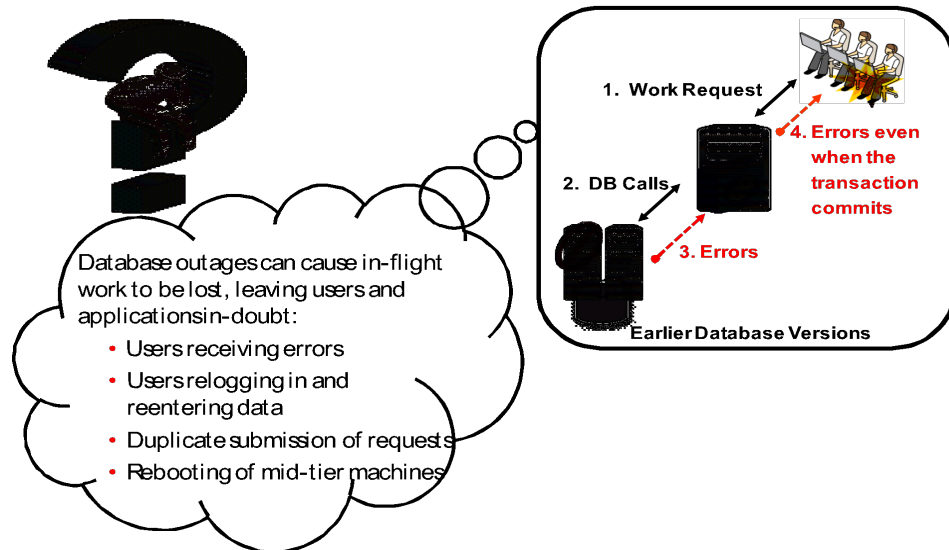 1. Work Request
4. Errors even
when the
transaction
commits
2. DB Calls
3. Errors
Earlier Database Versions
Database outages can cause in-flight
work to be lost, leaving users and
applications in-doubt:
• Users receiving errors
• Users relogging in and
reentering data
• Duplicate submission of requests
• Rebooting of mid-tier machines